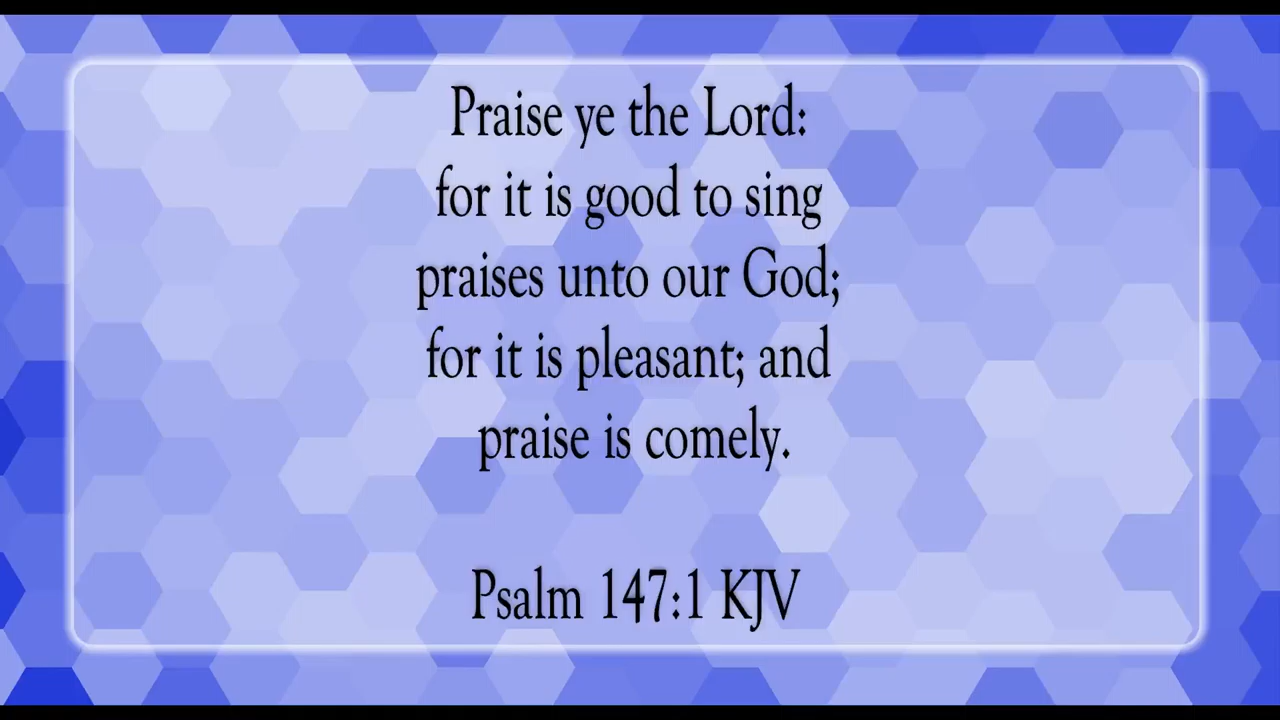 Praise ye the Lord:
for it is good to sing
praises unto our God;
for it is pleasant; and
praise is comely.
Psalm 147:1 KJV